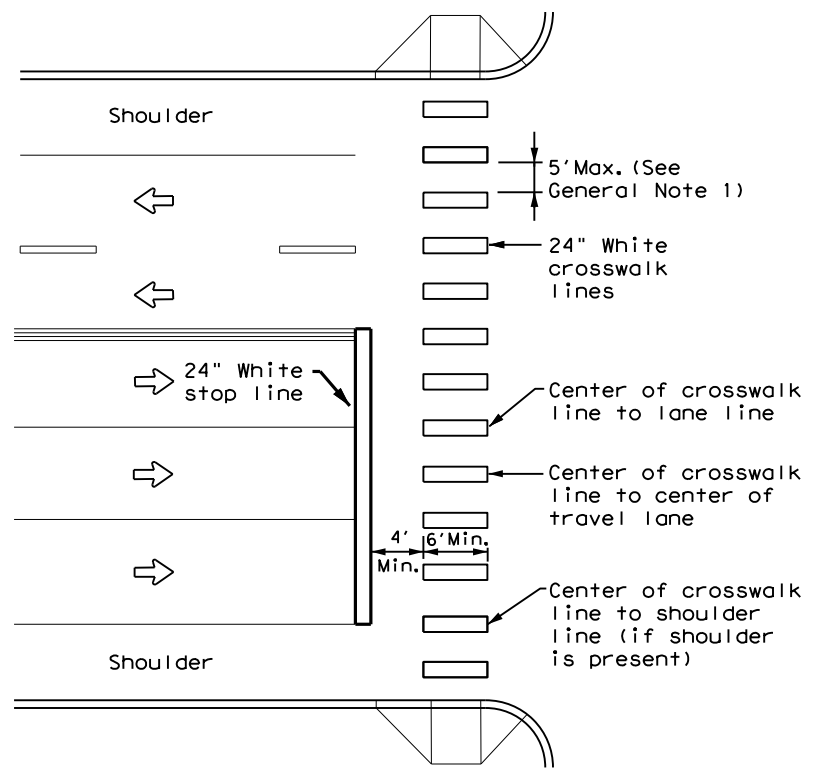 Shoulder
5'Max.(See
General Note 1)
24" White
crosswalk
lines
24" White
stop line
Center of crosswalk
line to lane line
Center of crosswalk
line to center of
travel lane
4'
Min.
6'Min.
Center of crosswalk
line to shoulder
line (if shoulder
is present)
Shoulder